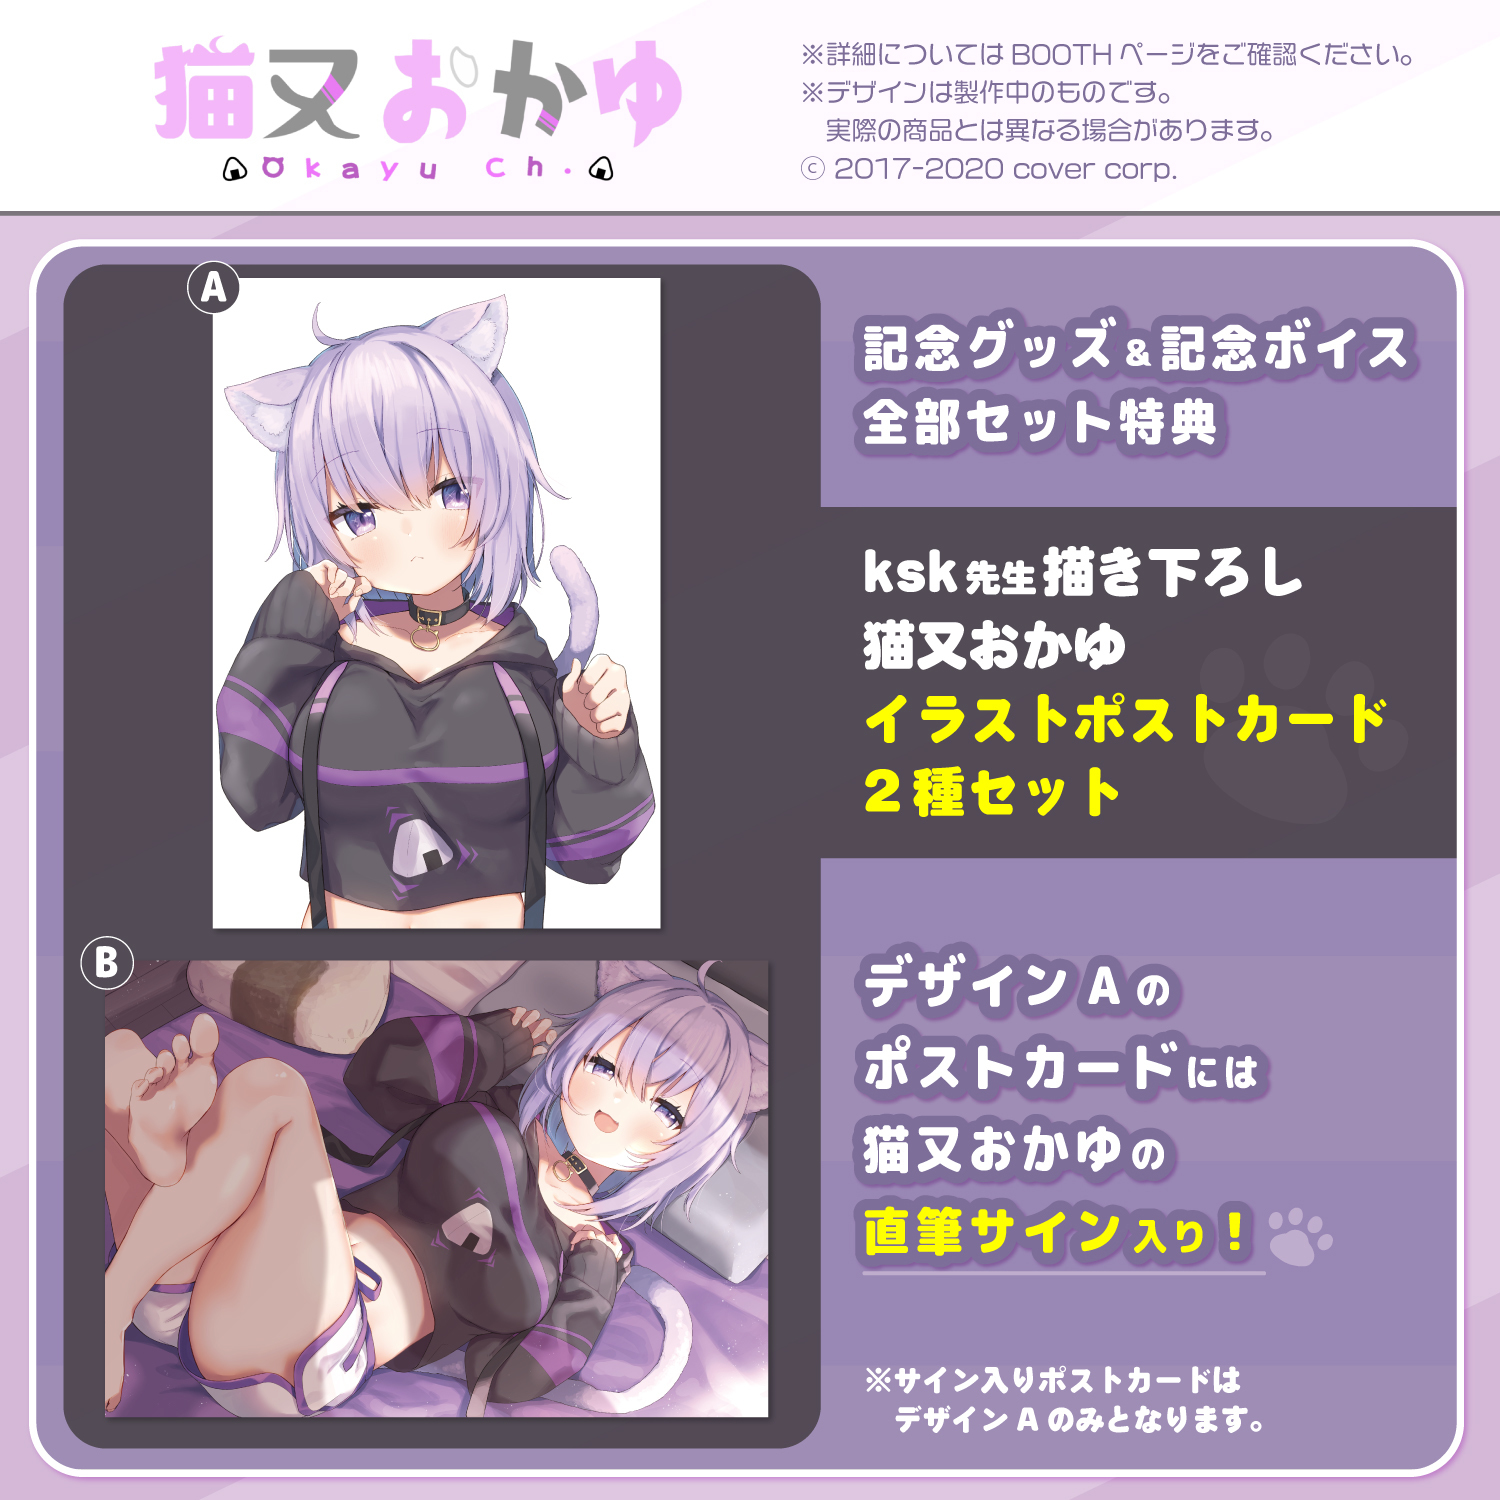 猫又おかゆ
Okayu Ch.
※詳細については BOOTH ページをご確認ください。
※デザインは製作中のものです。
実際の商品とは異なる場合があります。
© 2017-2020 cover corp.
A
記念グッズ&記念ボイス
全部セット特典
ksk先生描き下ろし
猫又おかゆ
イラストポストカード
2種セット
B
デザイン A の
ポストカードには
猫又おかゆの
直筆サイン入り!
※サイン入りポストカードは
デザイン A のみとなります。